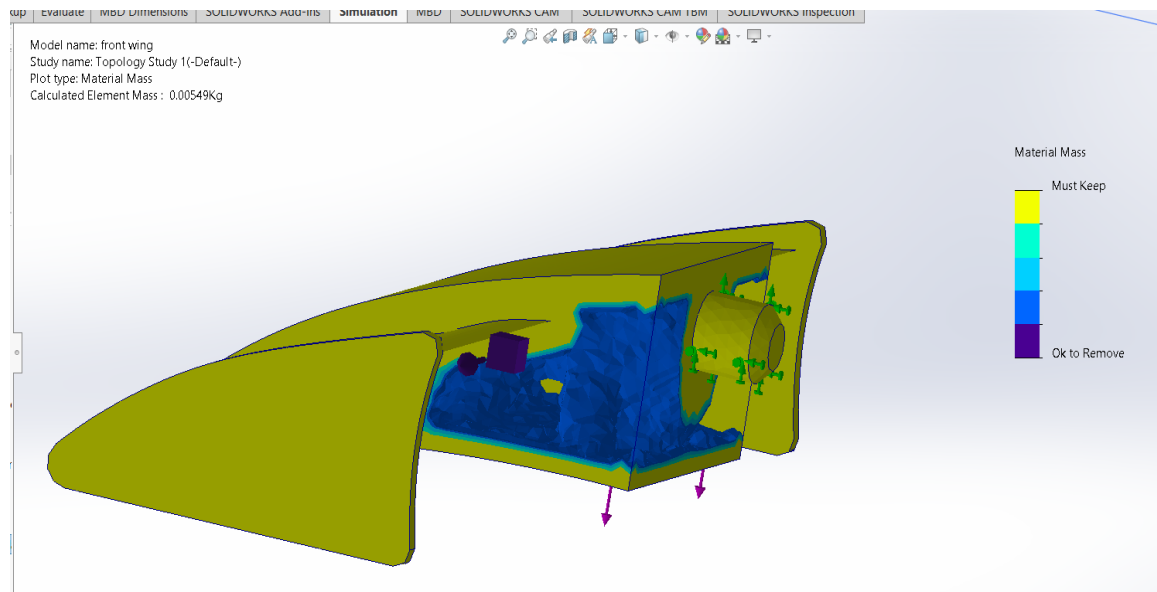 Evaluate MBD Dimensions SOLIDWORKS Add-Ins Simulation MBD SOLIDWORKS CAM SOLIDWORKS CAM TBM SOLIDWORKS Inspection
Model name: front wing
Study name: Topology Study 1(-Default-)
Plot type: Material Mass
Calculated Element Mass : 0.00549Kg
Material Mass
Must Keep
Ok to Remove